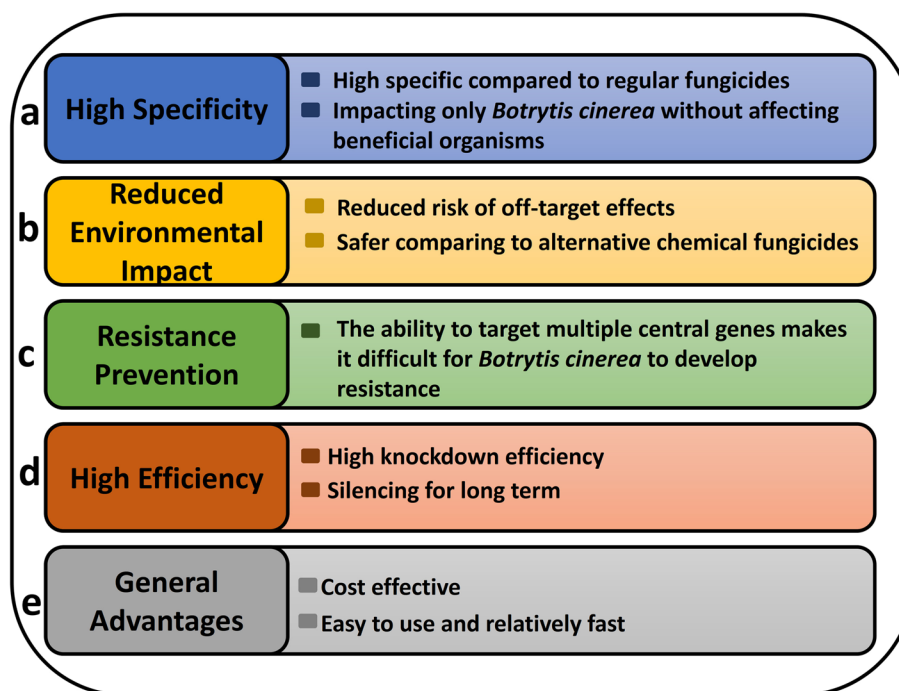 a
High Specificity
High specific compared to regular fungicides
Impacting only Botrytis cinerea without affecting
beneficial organisms
b
Reduced
Environmental
Impact
Reduced risk of off-target effects
Safer comparing to alternative chemical fungicides
c
Resistance
Prevention
The ability to target multiple central genes makes
it difficult for Botrytis cinerea to develop
resistance
d
High Efficiency
High knockdown efficiency
Silencing for long term
e
General
Advantages
Cost effective
Easy to use and relatively fast